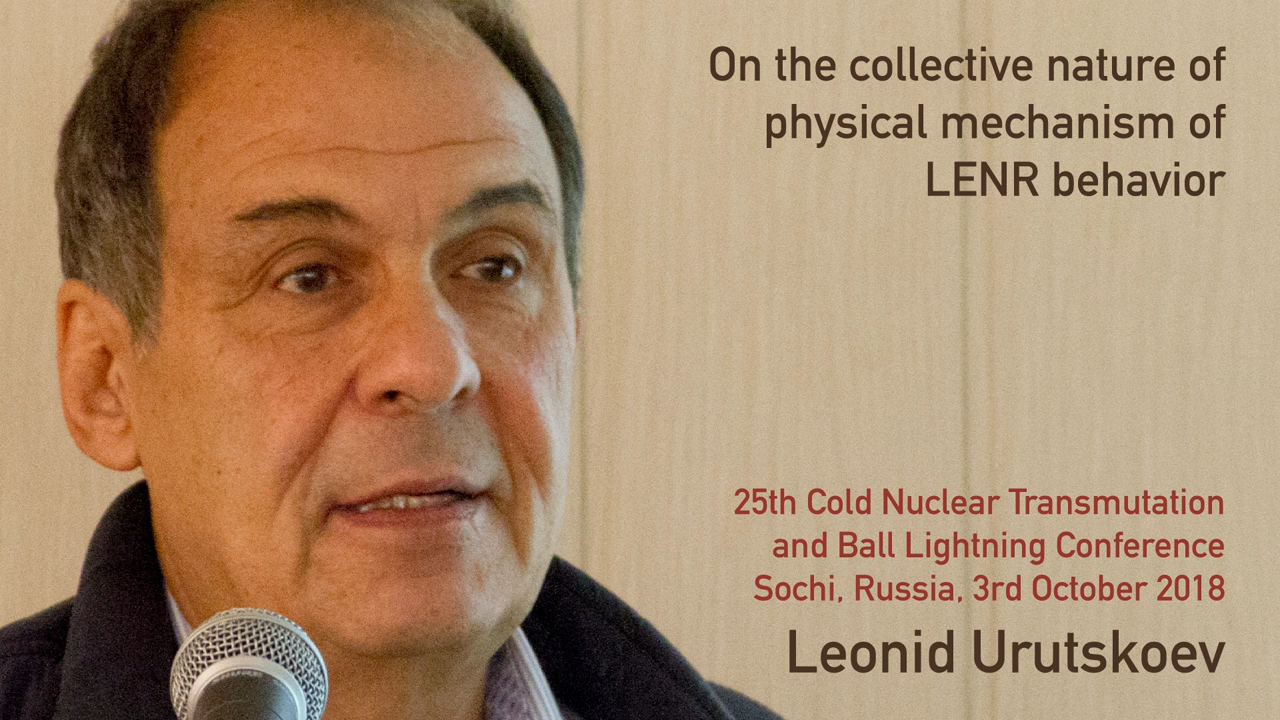 On the collective nature of
physical mechanism of
LENR behavior
25th Cold Nuclear Transmutation
and Ball Lightning Conference
Sochi, Russia, 3rd October 2018
Leonid Urutskoev